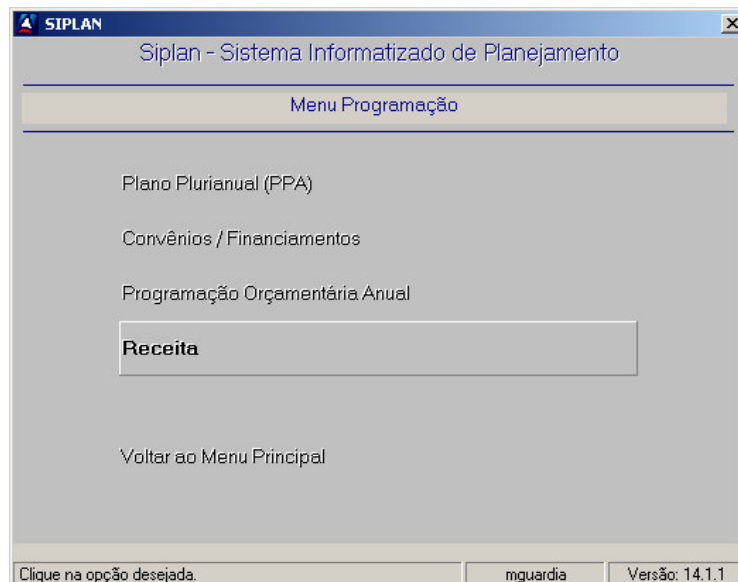 SIPLAN
Siplan - Sistema Informatizado de Planejamento
Menu Programação
Plano Plurianual (PPA)
Convênios / Financiamentos
Programação Orçamentária Anual
Receita
Voltar ao Menu Principal
Clique na opção desejada. mguardia Versão: 14.1.1